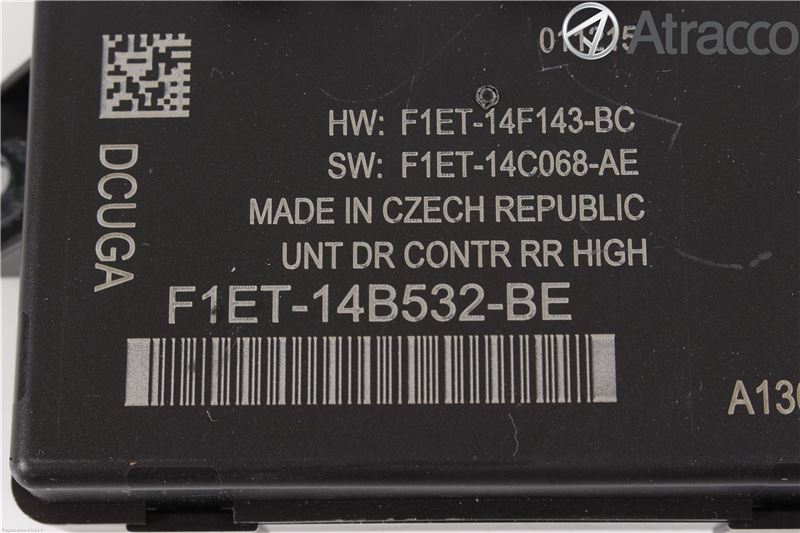 011215
Atracco
HW: F1ET-14F143-BC
SW: F1ET-14C068-AE
MADE IN CZECH REPUBLIC
UNT DR CONTR RR HIGH
DCUGA
F1ET-14B532-BE